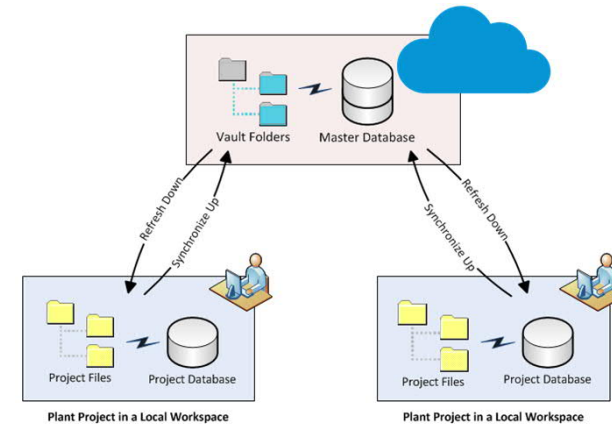 Vault Folders
Master Database
Refresh Down
Synchronize Up
Synchronize Up
Refresh Down
Project Files
Project Database
Project Files
Project Database
Plant Project in a Local Workspace
Plant Project in a Local Workspace